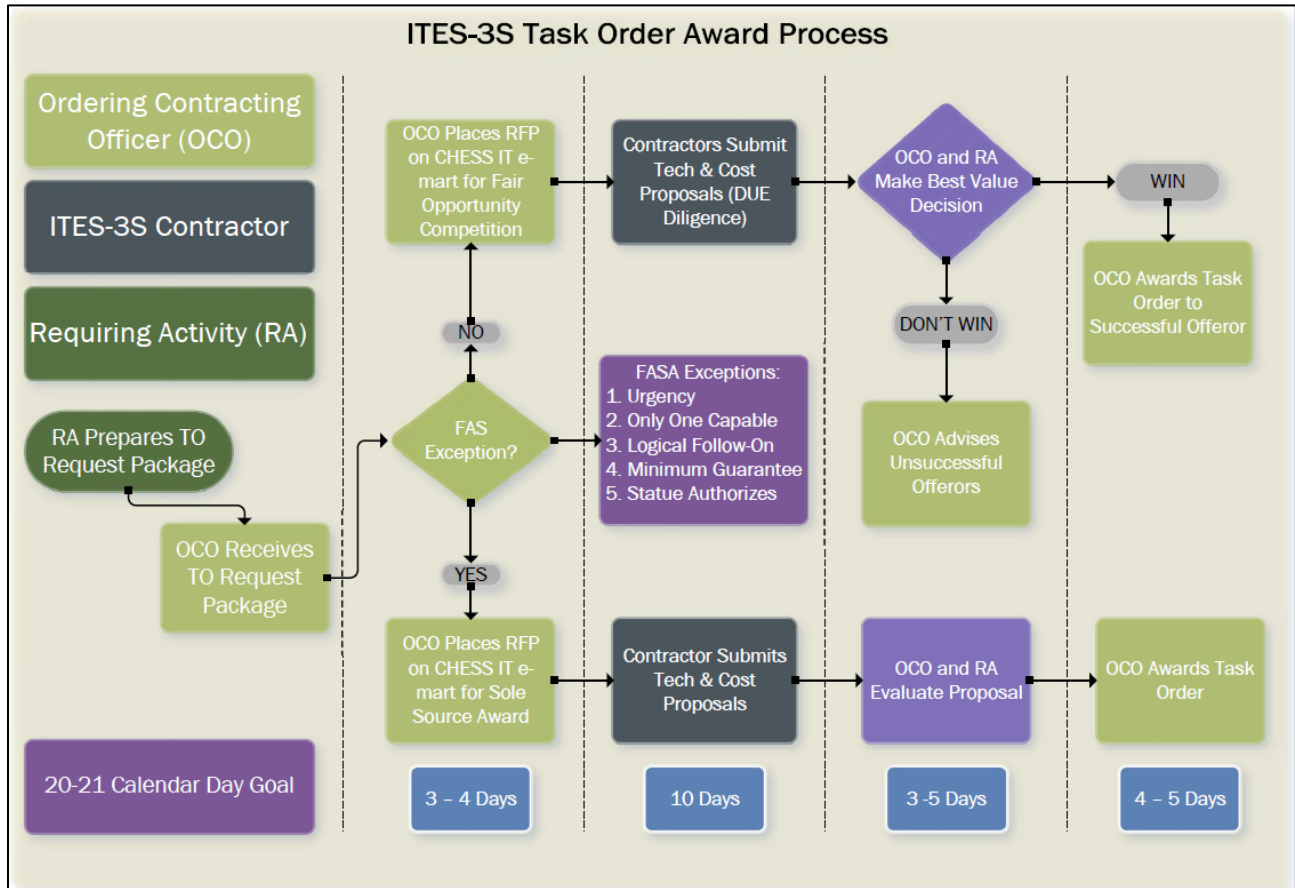 ITES-3S Task Order Award Process
Ordering Contracting
Officer (OCO)
ITES-3S Contractor
Requiring Activity (RA)
RA Prepares TO
Request Package
OCO Receives
TO Request
Package
20-21 Calendar Day Goal
OCO Places RFP
on CHESS IT e-
mart for Fair
Opportunity
Competition
NO
FAS
Exception?
YES
OCO Places RFP
on CHESS IT e-
mart for Sole
Source Award
3 – 4 Days
Contractors Submit
Tech & Cost
Proposals (DUE
Diligence)
FASA Exceptions:
1. Urgency
2. Only One Capable
3. Logical Follow-On
4. Minimum Guarantee
5. Statue Authorizes
Contractor Submits
Tech & Cost
Proposals
10 Days
OCO and RA
Make Best Value
Decision
DON'T WIN
OCO Advises
Unsuccessful
Offerors
OCO and RA
Evaluate Proposal
3 -5 Days
WIN
OCO Awards Task
Order to
Successful Offeror
OCO Awards Task
Order
4 – 5 Days